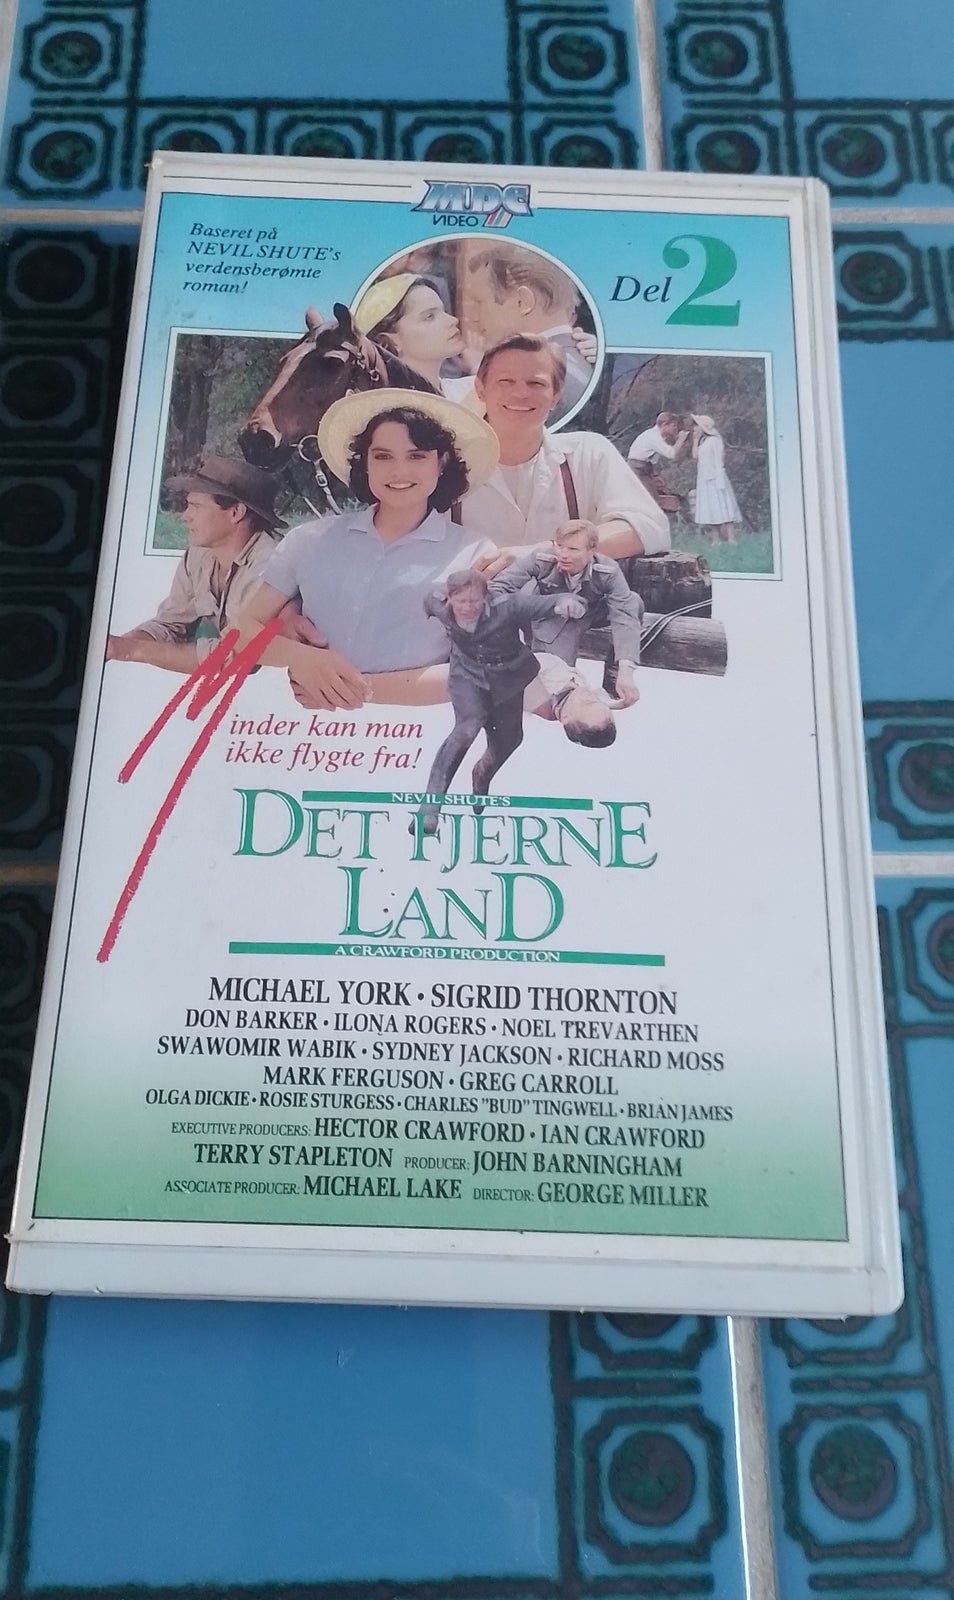 MDC
VIDEO
Baseret på
NEVIL SHUTE's
verdensberømte
roman!
Del 2
Minder kan man
ikke flygte fra!
NEVIL SHUTE'S
DET FJERNE
LAND
A CRAWFORD PRODUCTION
MICHAEL YORK • SIGRID THORNTON
DON BARKER • ILONA ROGERS • NOEL TREVARTHEN
SWAWOMIR WABIK • SYDNEY JACKSON • RICHARD MOSS
MARK FERGUSON • GREG CARROLL
OLGA DICKIE • ROSIE STURGESS • CHARLES "BUD" TINGWELL • BRIAN JAMES
EXECUTIVE PRODUCERS: HECTOR CRAWFORD • IAN CRAWFORD
TERRY STAPLETON PRODUCER: JOHN BARNINGHAM
ASSOCIATE PRODUCER: MICHAEL LAKE DIRECTOR: GEORGE MILLER